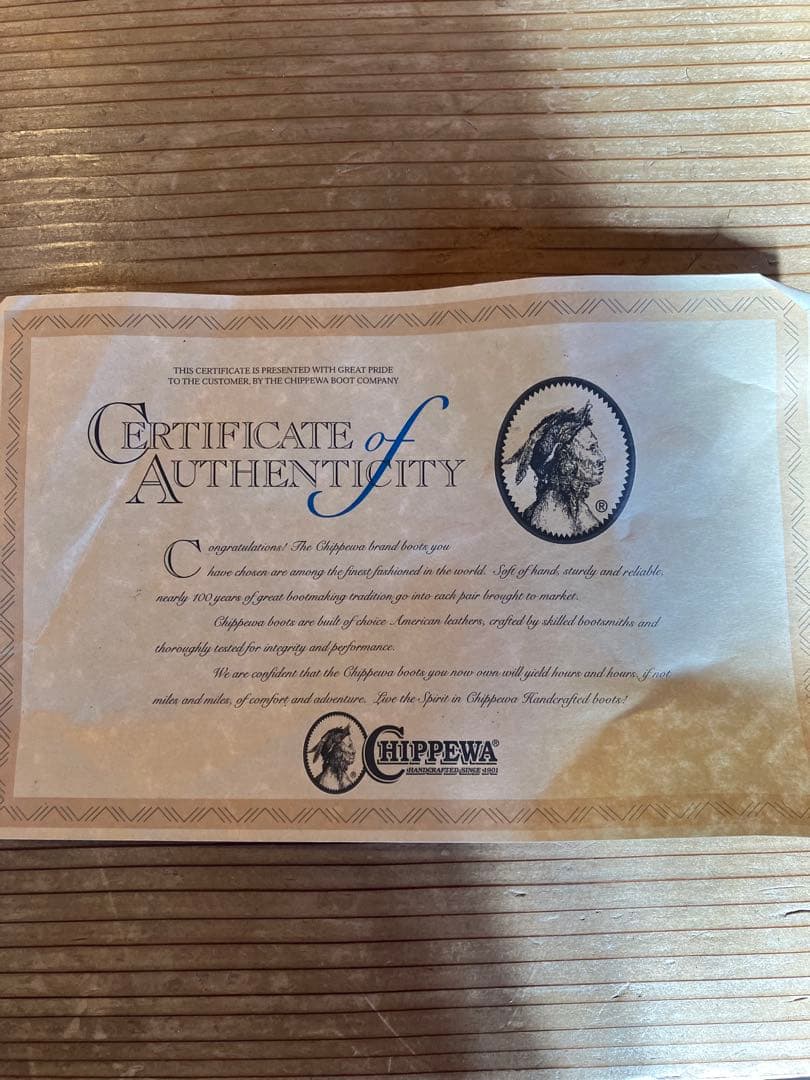 THIS CERTIFICATE IS PRESENTED WITH GREAT PRIDE
TO THE CUSTOMER, BY THE CHIPPEWA BOOT COMPANY
CERTIFICATE of
AUTHENTICITY
®
Congratulations! The Chippewa brand boots you
have chosen are among the finest fashioned in the world. Soft of hand, sturdy and reliable,
nearly 100 years of great bootmaking tradition go into each pair brought to market.
Chippewa boots are built of choice American leathers, crafted by skilled bootsmiths and
thoroughly tested for integrity and performance.
We are confident that the Chippewa boots you now own will yield hours and hours, if not
miles and miles, of comfort and adventure. Live the Spirit in Chippewa Handcrafted boots!
CHIPPEWA®
HANDCRAFTED SINCE 1901